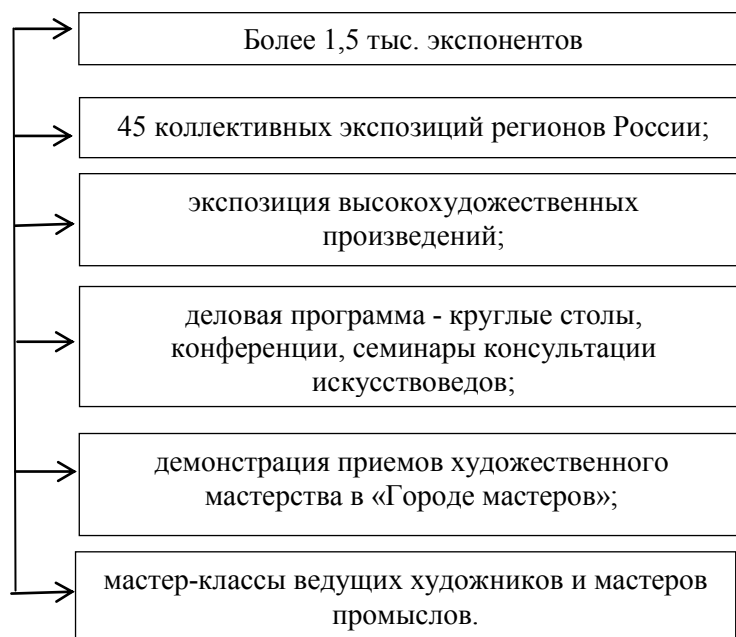 Более 1,5 тыс. экспонентов
45 коллективных экспозиций регионов России;
экспозиция высокохудожественных
произведений;
деловая программа - круглые столы,
конференции, семинары консультации
искусствоведов;
демонстрация приемов художественного
мастерства в «Городе мастеров»;
мастер-классы ведущих художников и мастеров
промыслов.